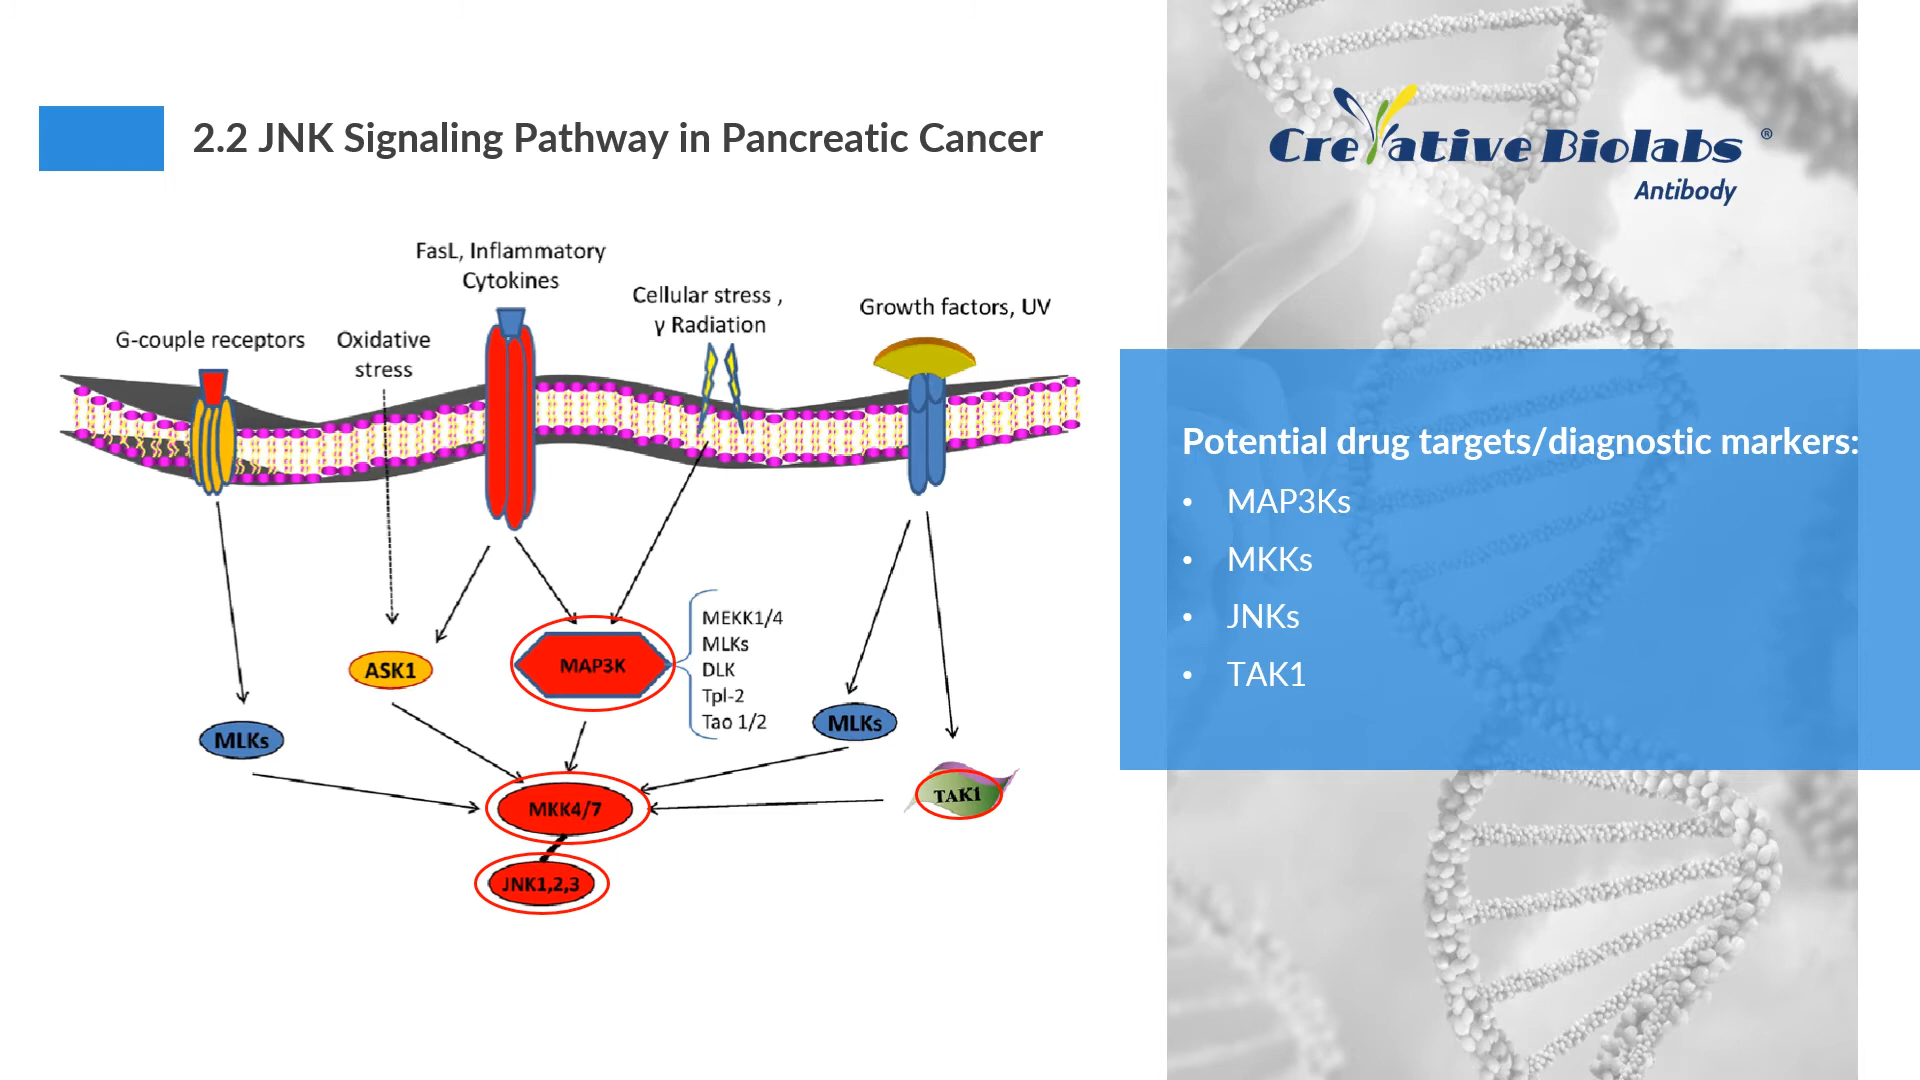 2.2 JNK Signaling Pathway in Pancreatic Cancer
Creative Biolabs ®
Antibody
FasL, Inflammatory
Cytokines
Cellular stress ,
γ Radiation
Growth factors, UV
G-couple receptors
Oxidative
stress
MEKK1/4
MLKs
DLK
Tpl-2
Tao 1/2
ASK1
MAP3K
MLKs
MLKs
TAK1
MKK4/7
JNK1,2,3
Potential drug targets/diagnostic markers:
• MAP3Ks
• MKKs
• JNKs
• TAK1